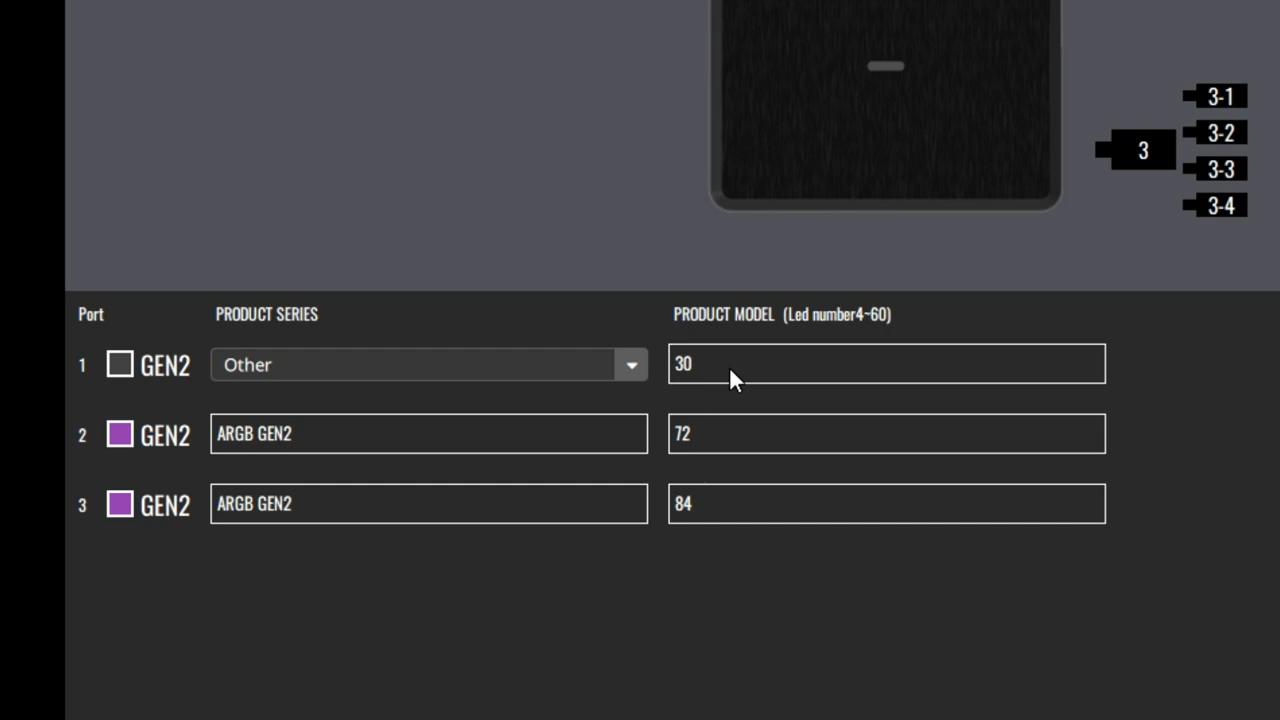 3-1
3-2
3
3-3
3-4
Port PRODUCT SERIES PRODUCT MODEL (Led number4~60)
1 GEN2 Other 30
2 GEN2 ARGB GEN2 72
3 GEN2 ARGB GEN2 84